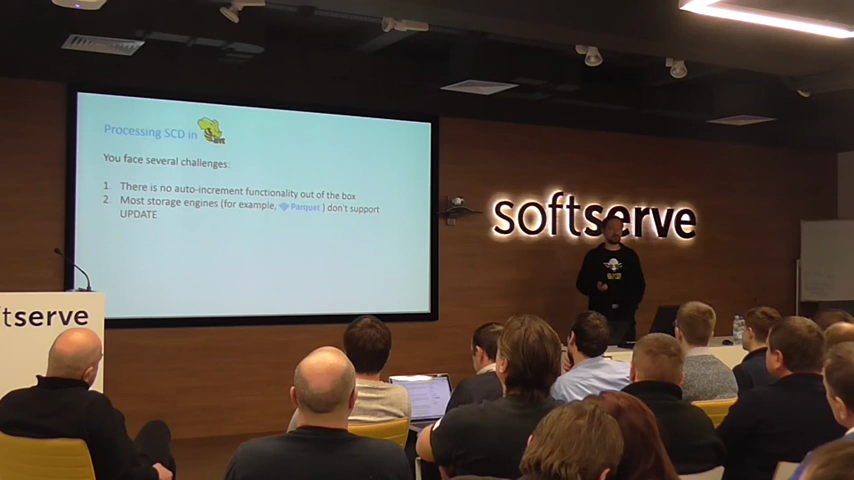 Processing SCD in
You face several challenges:
1. There is no auto-increment functionality out of the box
2. Most storage engines (for example, Parquet ) don't support
UPDATE
softserve
tserve